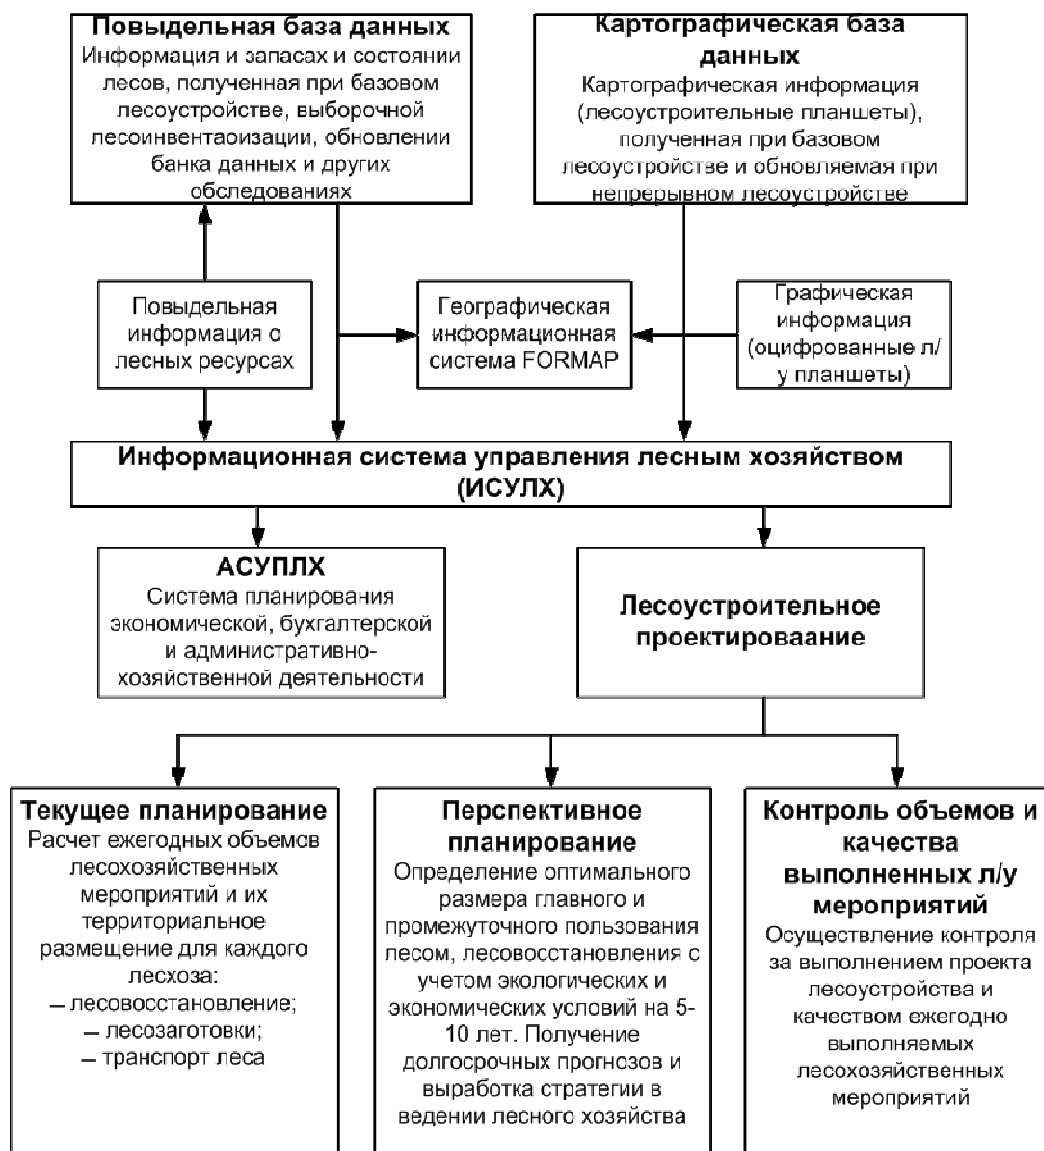 Повыдельная база данных
Информация и запасах и состоянии
лесов, полученная при базовом
лесоустройстве, выборочной
лесоинвентаоизации, обновлении
банка данных и других
обследованиях
Картографическая база
данных
Картографическая информация
(лесоустроительные планшеты),
полученная при базовом
лесоустройстве и обновляемая при
непрерывном лесоустройстве
Повыдельная
информация о
лесных ресурсах
Географическая
информационная
система FORMAP
Графическая
информация
(оцифрованные л/
у планшеты)
Информационная система управления лесным хозяйством
(ИСУЛХ)
АСУПЛХ
Система планирования
экономической, бухгалтерской
и административно-
хозяйственной деятельности
Лесоустроительное
проектироваание
Текущее планирование
Расчет ежегодных объемов
лесохозяйственных
мероприятий и их
территориальное
размещение для каждого
лесхоза:
– лесовосстановление;
– лесозаготовки;
– транспорт леса
Перспективное
планирование
Определение оптимального
размера главного и
промежуточного пользования
лесом, лесовосстановления с
учетом экологических и
экономических условий на 5-
10 лет. Получение
долгосрочных прогнозов и
выработка стратегии в
ведении лесного хозяйства
Контроль объемов и
качества
выполненных л/у
мероприятий
Осуществление контроля
за выполнением проекта
лесоустройства и
качеством ежегодно
выполняемых
лесохозяйственных
мероприятий